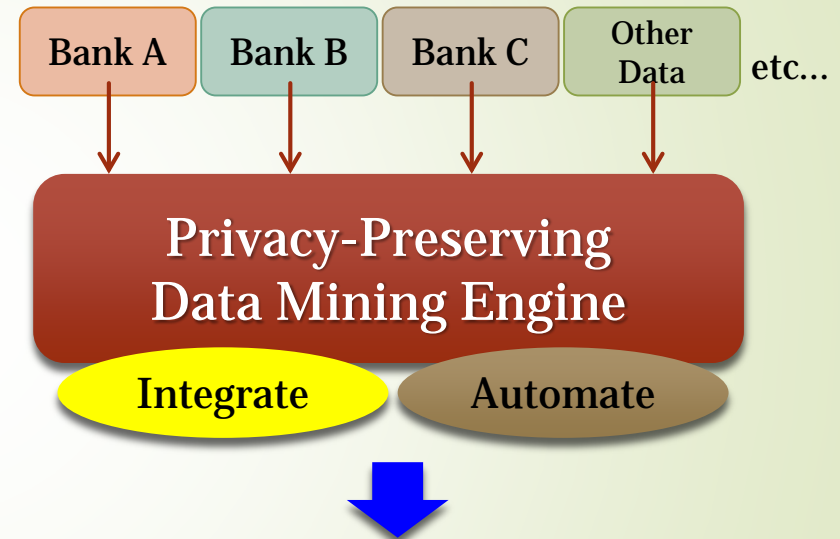 Bank A
Bank B
Bank C
Other
Data
etc...
Privacy-Preserving
Data Mining Engine
Integrate
Automate